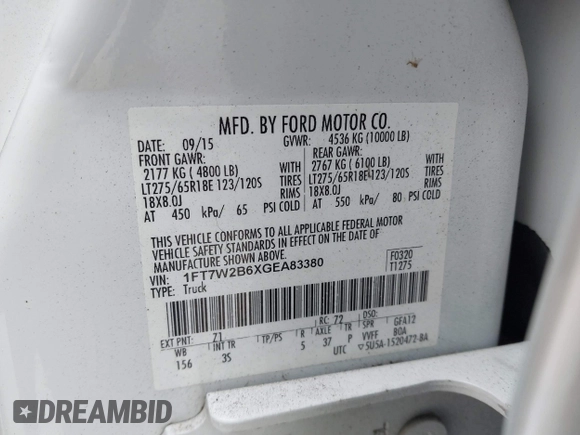 MFD. BY FORD MOTOR CO.
DATE: 09/15 GVWR: 4536 KG (10000 LB)
FRONT GAWR: REAR GAWR:
2177 KG ( 4800 LB) WITH 2767 KG ( 6100 LB) WITH
LT275/65R18E 123/120S TIRES LT275/65R18E 123/120S TIRES
18X8.0J RIMS 18X8.0J RIMS
AT 450 kPa/ 65 PSI COLD AT 550 kPa/ 80 PSI COLD
THIS VEHICLE CONFORMS TO ALL APPLICABLE FEDERAL MOTOR
VEHICLE SAFETY STANDARDS IN EFFECT ON THE DATE OF
MANUFACTURE SHOWN ABOVE.
VIN: 1FT7W2B6XGEA83380 F0320
TYPE: Truck T1275
EXT PNT: Z1 RC: 72 DSO:
WB INT TR TP/PS R AXLE TR SPR GFA12
156 3S 5 37 P VVFF BOA
UTC 5U5A-1520472-BA
DREAMBID